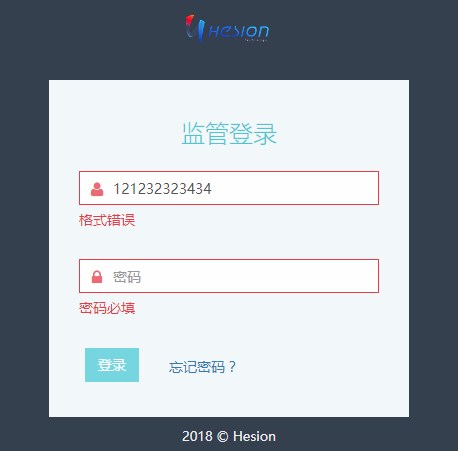 Hesion
监管登录
121232323434
格式错误
密码
密码必填
登录 忘记密码？
2018 © Hesion